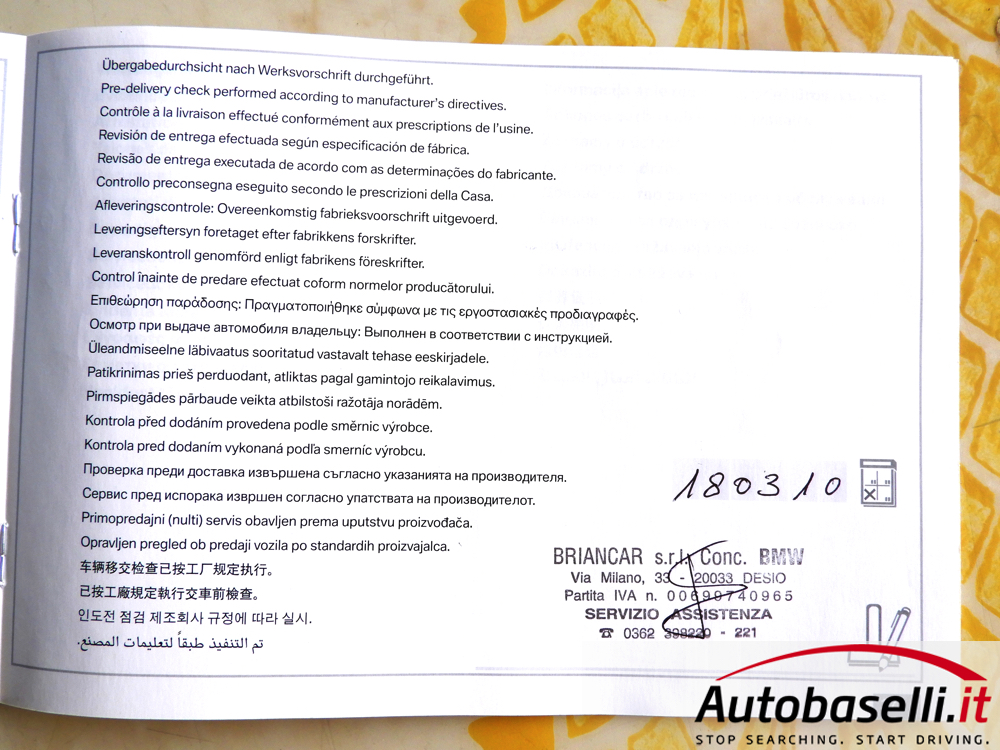 Übergabedurchsicht nach Werksvorschrift durchgeführt.
Pre-delivery check performed according to manufacturer's directives.
Contrôle à la livraison effectué conformément aux prescriptions de l'usine.
Revisión de entrega efectuada según especificación de fábrica.
Revisão de entrega executada de acordo com as determinações do fabricante.
Controllo preconsegna eseguito secondo le prescrizioni della Casa.
Afleveringscontrole: Overeenkomstig fabrieksvoorschrift uitgevoerd.
Leveringseftersyn foretaget efter fabrikkens forskrifter.
Leveranskontroll genomförd enligt fabrikens föreskrifter.
Control înainte de predare efectuat coform normelor producătorului.
Επιθεώρηση παράδοσης: Πραγματοποιήθηκε σύμφωνα με τις εργοστασιακές προδιαγραφές.
Осмотр при выдаче автомобиля владельцу: Выполнен в соответствии с инструкцией.
Üleandmiseelne läbivaatus sooritatud vastavalt tehase eeskirjadele.
Patikrinimas prieš perduodant, atliktas pagal gamintojo reikalavimus.
Pirmspiegādes pārbaude veikta atbilstoši ražotāja norādēm.
Kontrola před dodáním provedena podle směrnic výrobce.
Kontrola pred dodaním vykonaná podľa smerníc výrobcu.
Проверка преди доставка извършена съгласно указанията на производителя.
Сервис пред испорака извршен согласно упатствата на производителот.
Primopredajni (nulti) servis obavljen prema uputstvu proizvođača.
Opravljen pregled ob predaji vozila po standardih proizvajalca.
车辆移交检查已按工厂规定执行。
已按工廠規定執行交車前檢查。
인도전 점검 제조회사 규정에 따라 실시.
تم التنفيذ طبقاً لتعليمات المصنع.
180310
BRIANCAR s.r.l. Conc. BMW
Via Milano, 33 - 20033 DESIO
Partita IVA n. 00699740965
SERVIZIO ASSISTENZA
☎ 0362 398220 - 221
Autobaselli.it
STOP SEARCHING. START DRIVING.